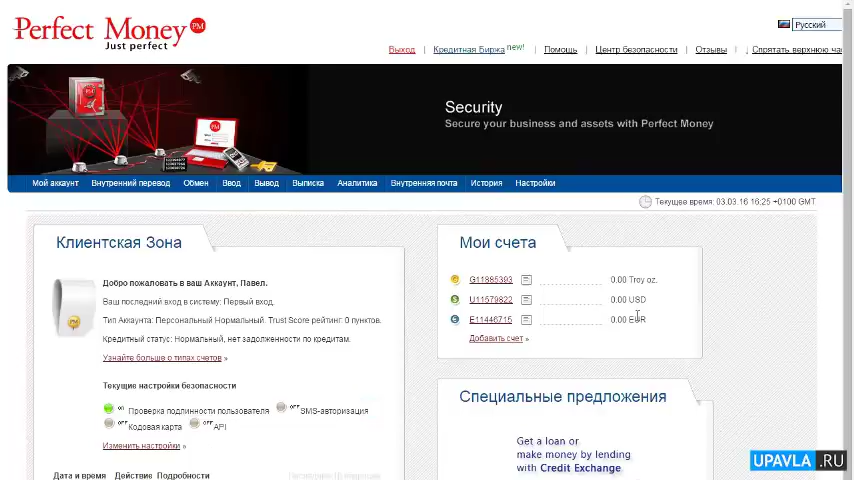 Perfect Money PM
Just perfect
Русский
Выход | Кредитная Биржа new! | Помощь | Центр безопасности | Отзывы | Спрятать верхнюю ча
Security
Secure your business and assets with Perfect Money
Мой аккаунт Внутренний перевод Обмен Ввод Вывод Выписка Аналитика Внутренняя почта История Настройки
Текущее время: 03.03.16 16:25 +0100 GMT
Клиентская Зона
Добро пожаловать в ваш Аккаунт, Павел.
Ваш последний вход в систему: Первый вход.
Тип Аккаунта: Персональный Нормальный. Trust Score рейтинг: 0 пунктов.
Кредитный статус: Нормальный, нет задолженности по кредитам.
Узнайте больше о типах счетов »
Текущие настройки безопасности
ON Проверка подлинности пользователя OFF SMS-авторизация
OFF Кодовая карта OFF API
Изменить настройки »
Дата и время Действие Подробности
Мои счета
G11885393 0.00 Troy oz.
U11579822 0.00 USD
E11446715 0.00 EUR
Добавить счет »
Специальные предложения
Get a loan or
make money by lending
with Credit Exchange
UPAVLA.RU